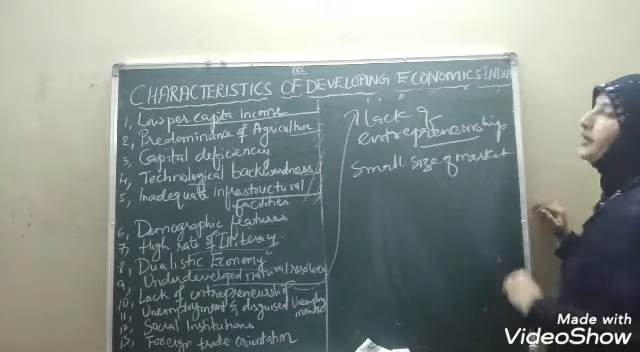 CHARACTERISTICS OF DEVELOPING ECONOMICS INDIA
1, Low per capita Income
2, Predominance of Agriculture
3, Capital deficiency
4, Technological backwardness
5, Inadequate infrastructural
facilities
6, Demographic features
7, High rate of Illiteracy
8, Dualistic Economy
9, Underdeveloped natural resources
10, Lack of entrepreneurship
11, Unemployment & disguised Unemployment
12, Social Institutions
13, Foreign trade orientation
lack of
entrepreneurship
Small size of market
Made with
VideoShow